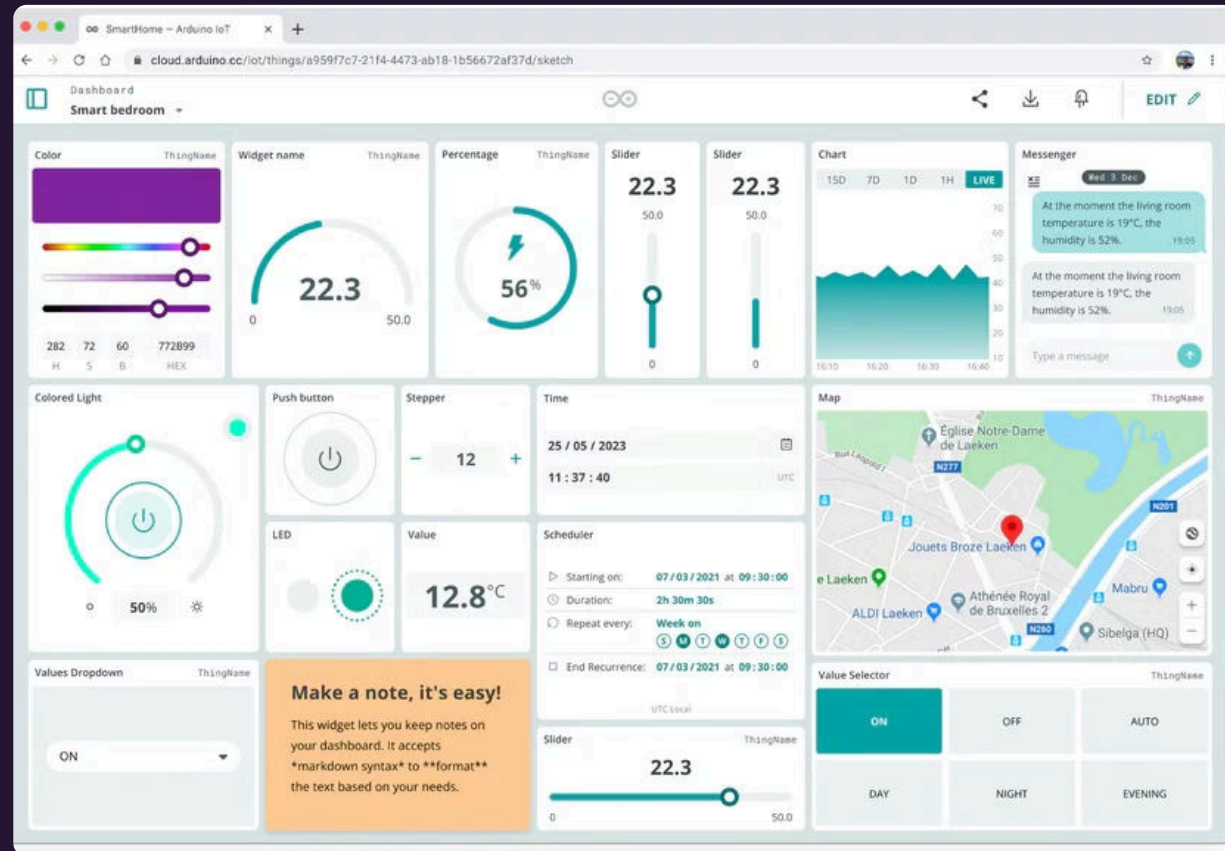 SmartHome – Arduino IoT
cloud.arduino.cc/iot/things/a959f7c7-21f4-4473-ab18-1b56672af37d/sketch
Dashboard
Smart bedroom
EDIT
Color ThingName
282 72 60 772B99
H S B HEX
Widget name ThingName
22.3
0 50.0
Percentage ThingName
56%
Slider
22.3
50.0
0
Slider
22.3
50.0
0
Chart
15D 7D 1D 1H LIVE
70
60
50
40
30
20
10
16:10 16:20 16:30 16:40
Messenger
Wed 3 Dec
At the moment the living room
temperature is 19°C, the
humidity is 52%. 19:05
At the moment the living room
temperature is 19°C, the
humidity is 52%. 19:05
Type a message
Colored Light
50%
Push button
Stepper
– 12 +
Time
25 / 05 / 2023
11 : 37 : 40 UTC
Map ThingName
Église Notre-Dame
de Laeken
Rue Léopold I
N277
N201
Jouets Broze Laeken
e Laeken
Mabru
Athénée Royal
de Bruxelles 2
ALDI Laeken
N260
Sibelga (HQ)
LED
Value
12.8°C
Scheduler
Starting on: 07/03/2021 at 09:30:00
Duration: 2h 30m 30s
Repeat every: Week on
S M T W T F S
End Recurrence: 07/03/2021 at 09:30:00
UTC Local
Values Dropdown ThingName
ON
Make a note, it's easy!
This widget lets you keep notes on
your dashboard. It accepts
*markdown syntax* to **format**
the text based on your needs.
Slider ThingName
22.3
0 50.0
Value Selector ThingName
ON OFF AUTO
DAY NIGHT EVENING